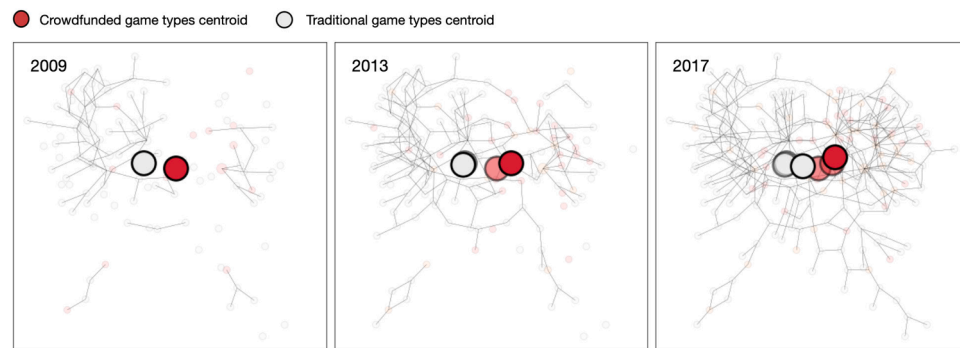 Crowdfunded game types centroid Traditional game types centroid
2009 2013 2017